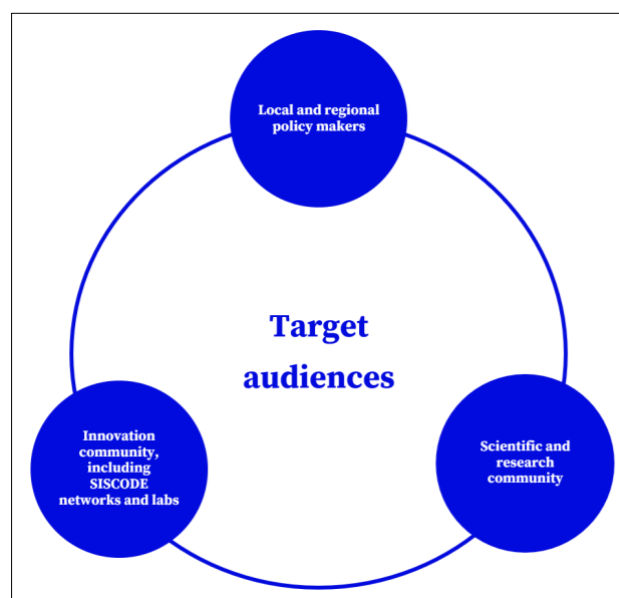 Local and regional
policy makers
Target
audiences
Innovation
community,
including
SISCODE
networks and labs
Scientific and
research
community